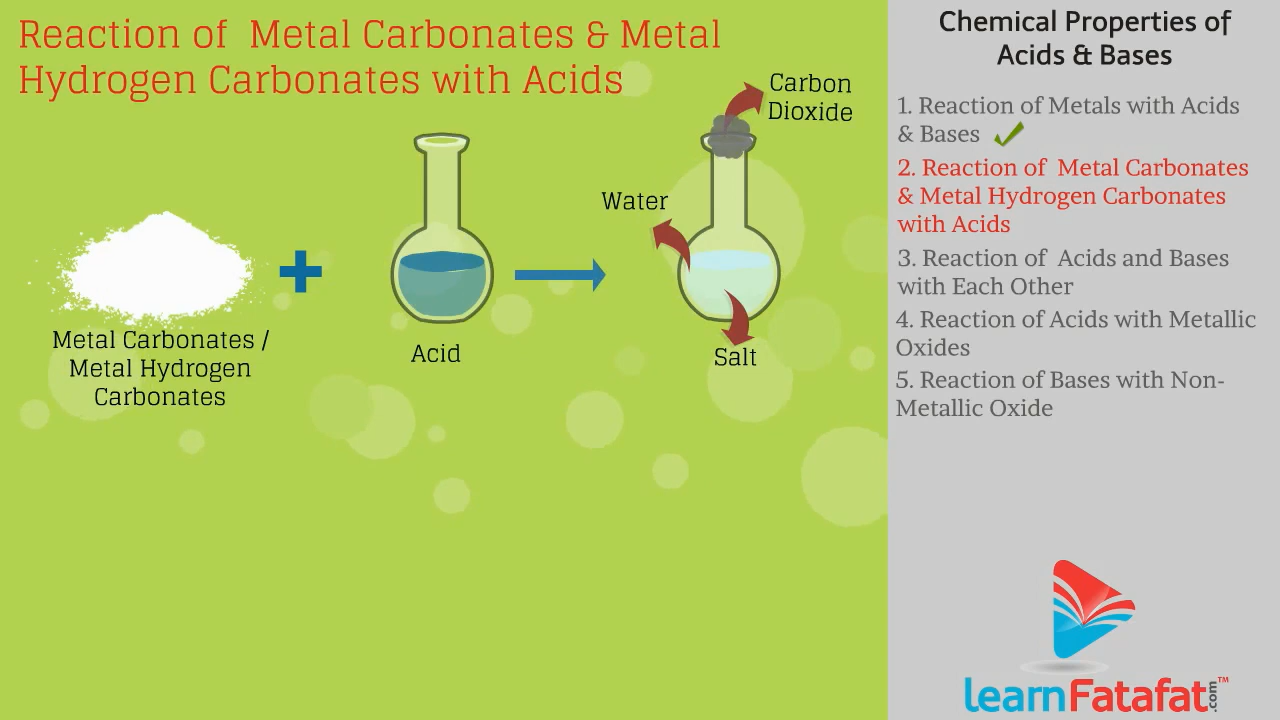 Reaction of Metal Carbonates & Metal
Hydrogen Carbonates with Acids
Carbon
Dioxide
Water
Metal Carbonates /
Metal Hydrogen
Carbonates
Acid
Salt
Chemical Properties of
Acids & Bases
1. Reaction of Metals with Acids
& Bases
2. Reaction of Metal Carbonates
& Metal Hydrogen Carbonates
with Acids
3. Reaction of Acids and Bases
with Each Other
4. Reaction of Acids with Metallic
Oxides
5. Reaction of Bases with Non-
Metallic Oxide
learnFatafat.com™